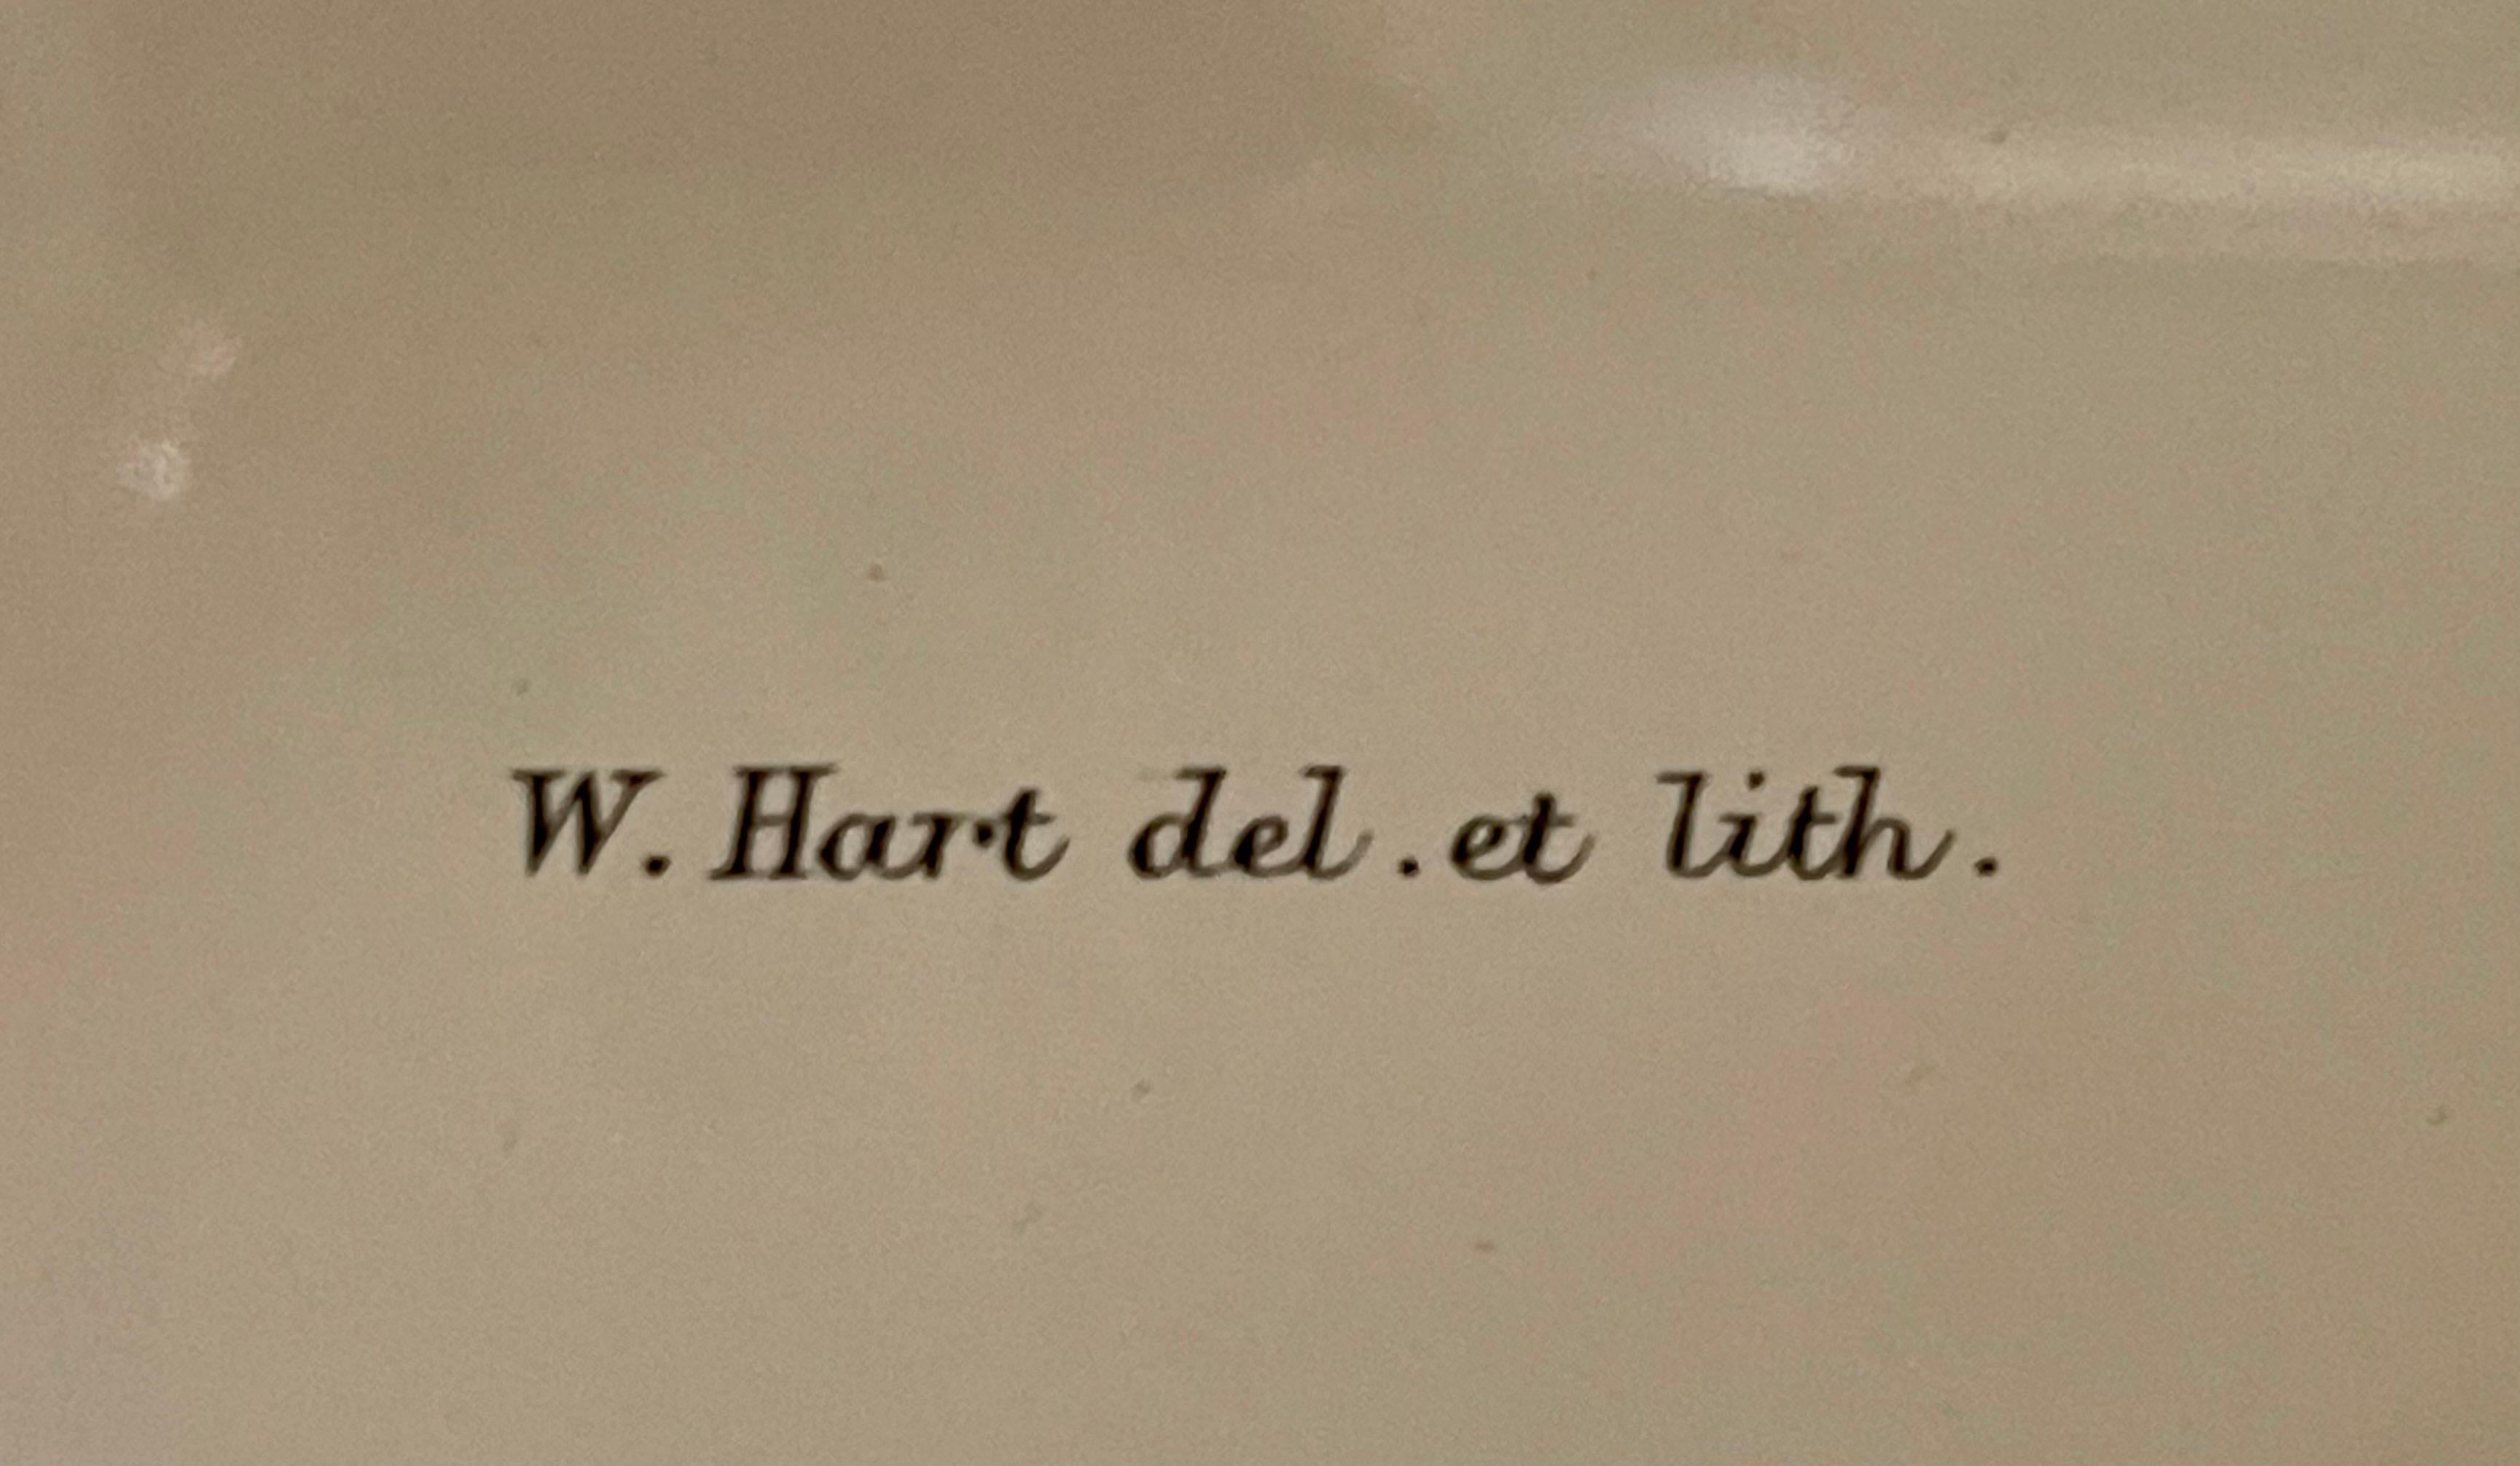 W. Hart del. et lith.